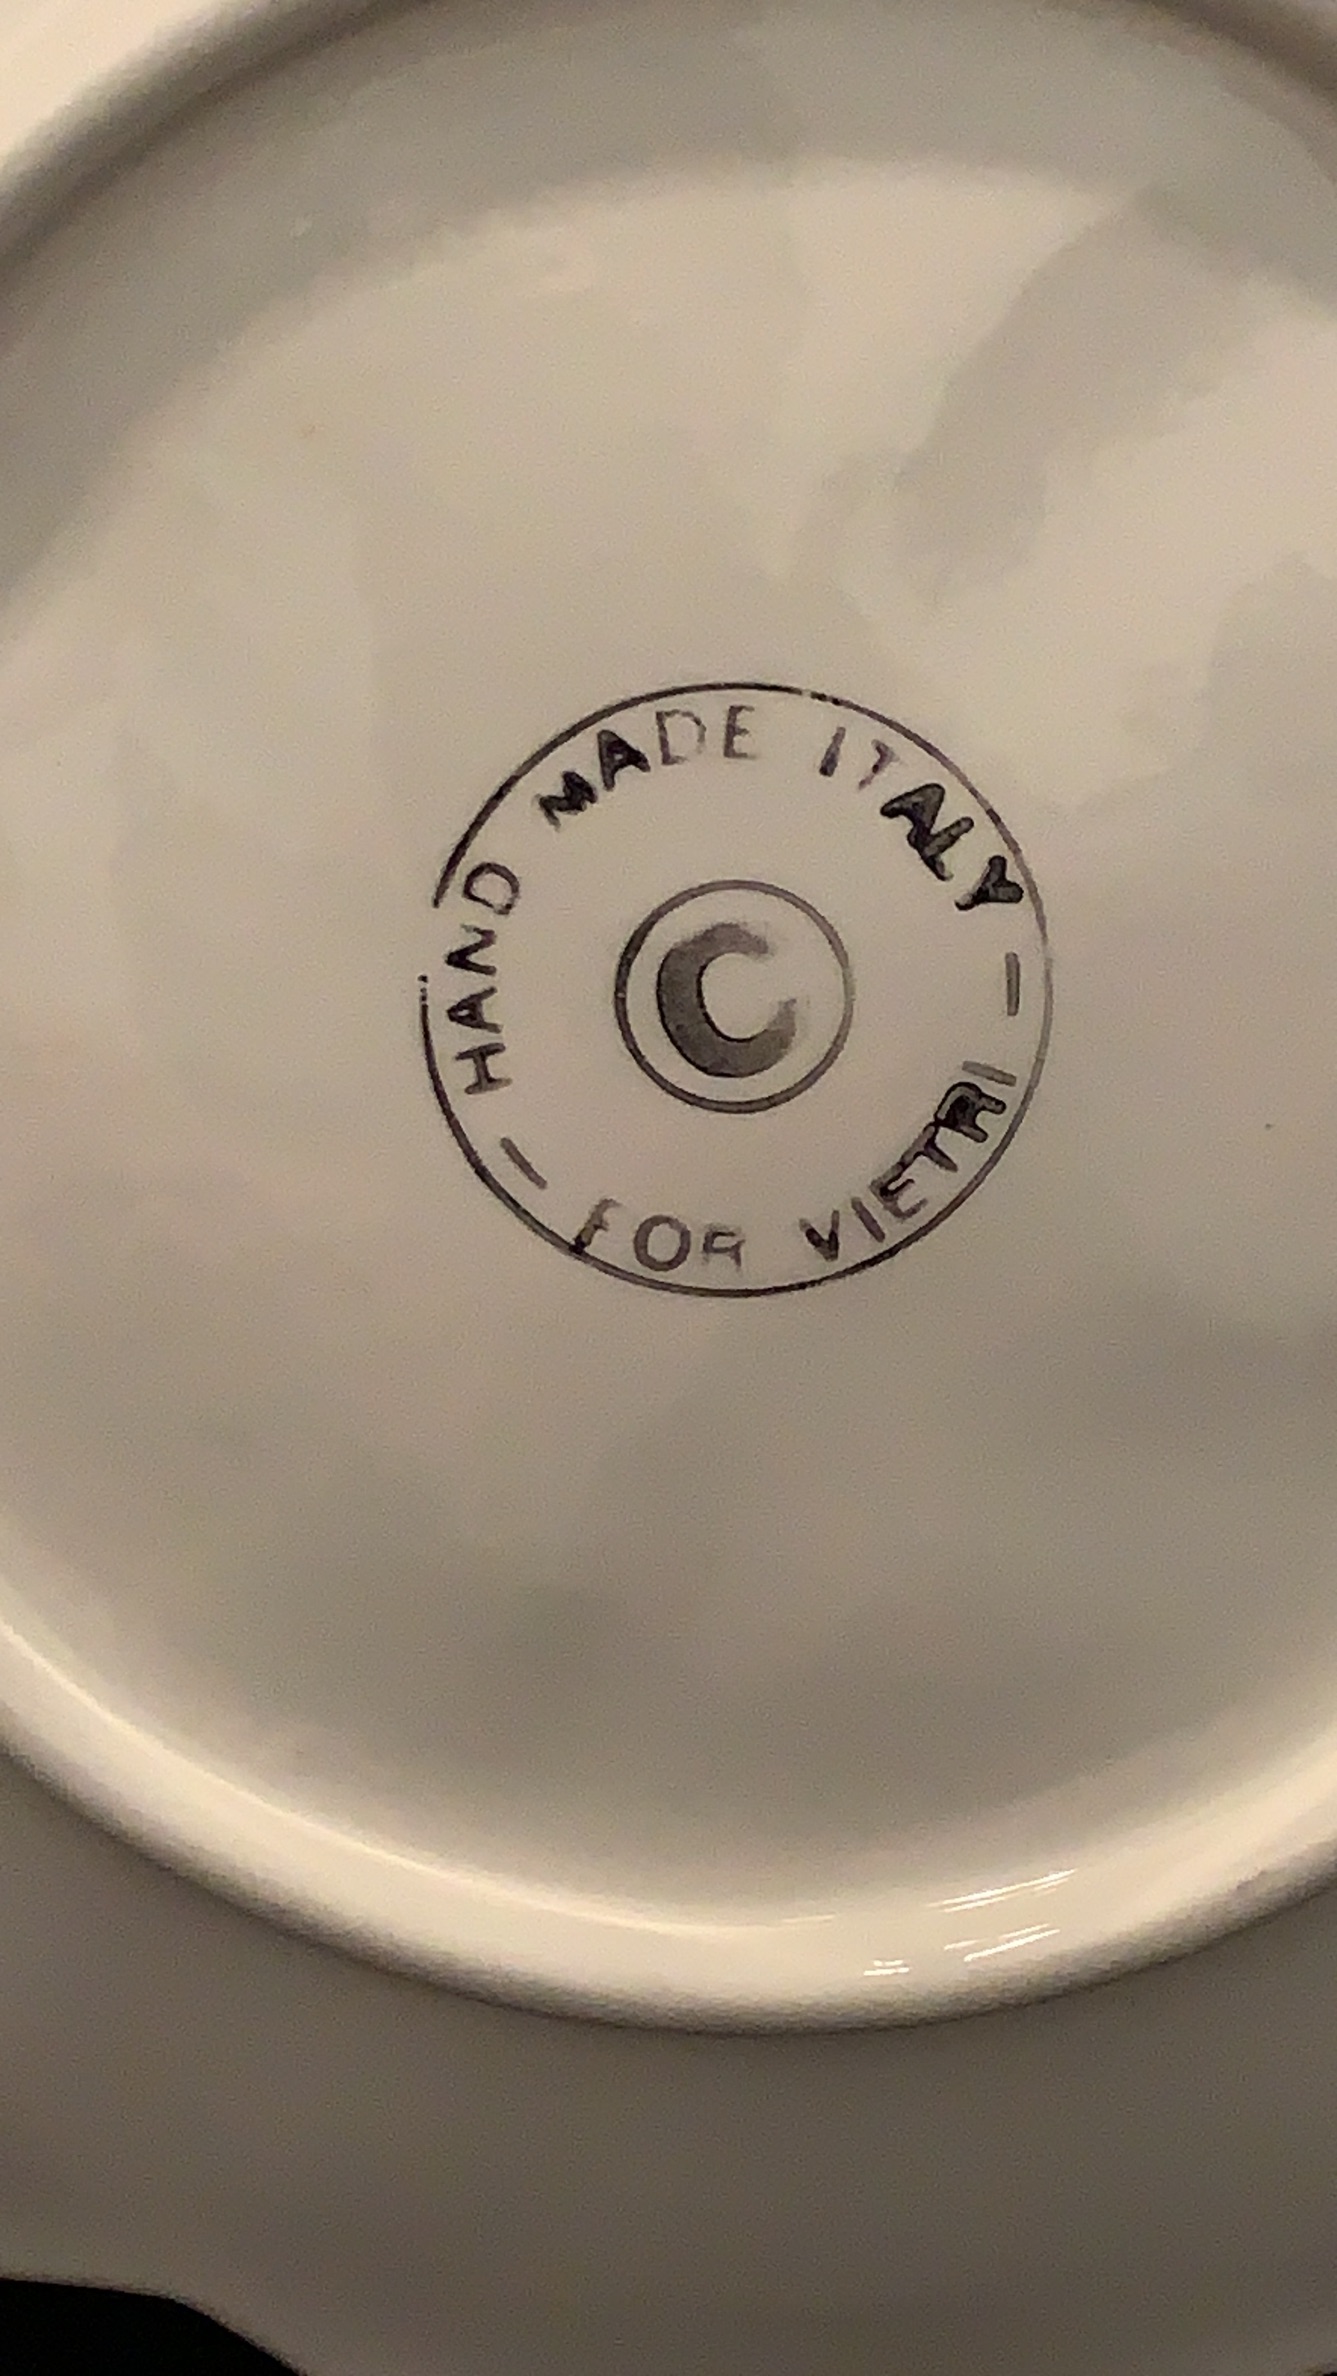 HAND MADE ITALY –
FOR VIETRI –
©